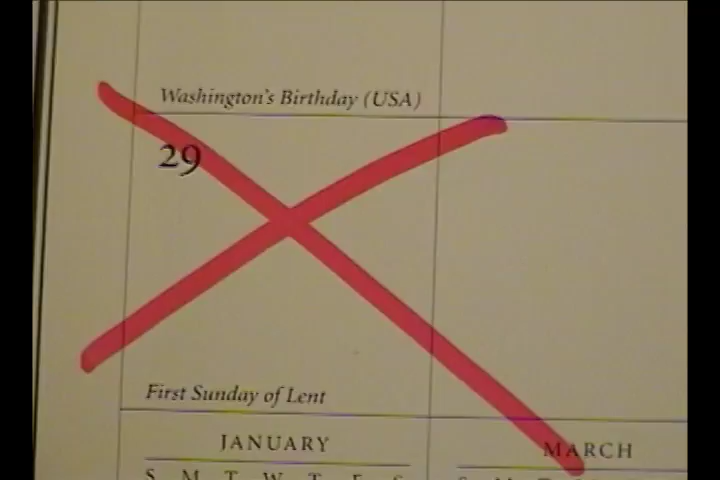 Washington's Birthday (USA)
29
First Sunday of Lent
JANUARY MARCH
S M T W T F S